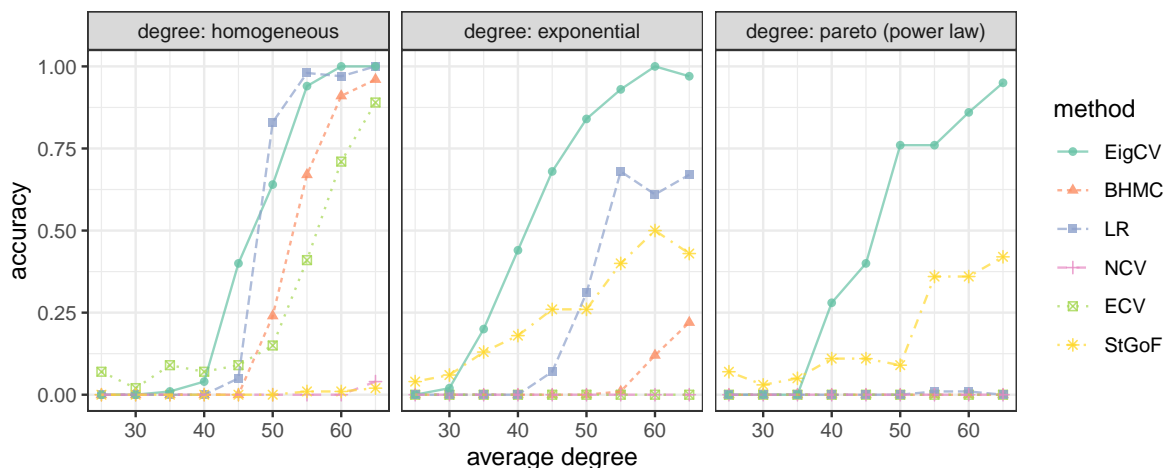 degree: homogeneous
degree: exponential
degree: pareto (power law)
1.00
0.75
0.50
0.25
0.00
accuracy
30 40 50 60
30 40 50 60
30 40 50 60
average degree
method
EigCV
BHMC
LR
NCV
ECV
StGoF